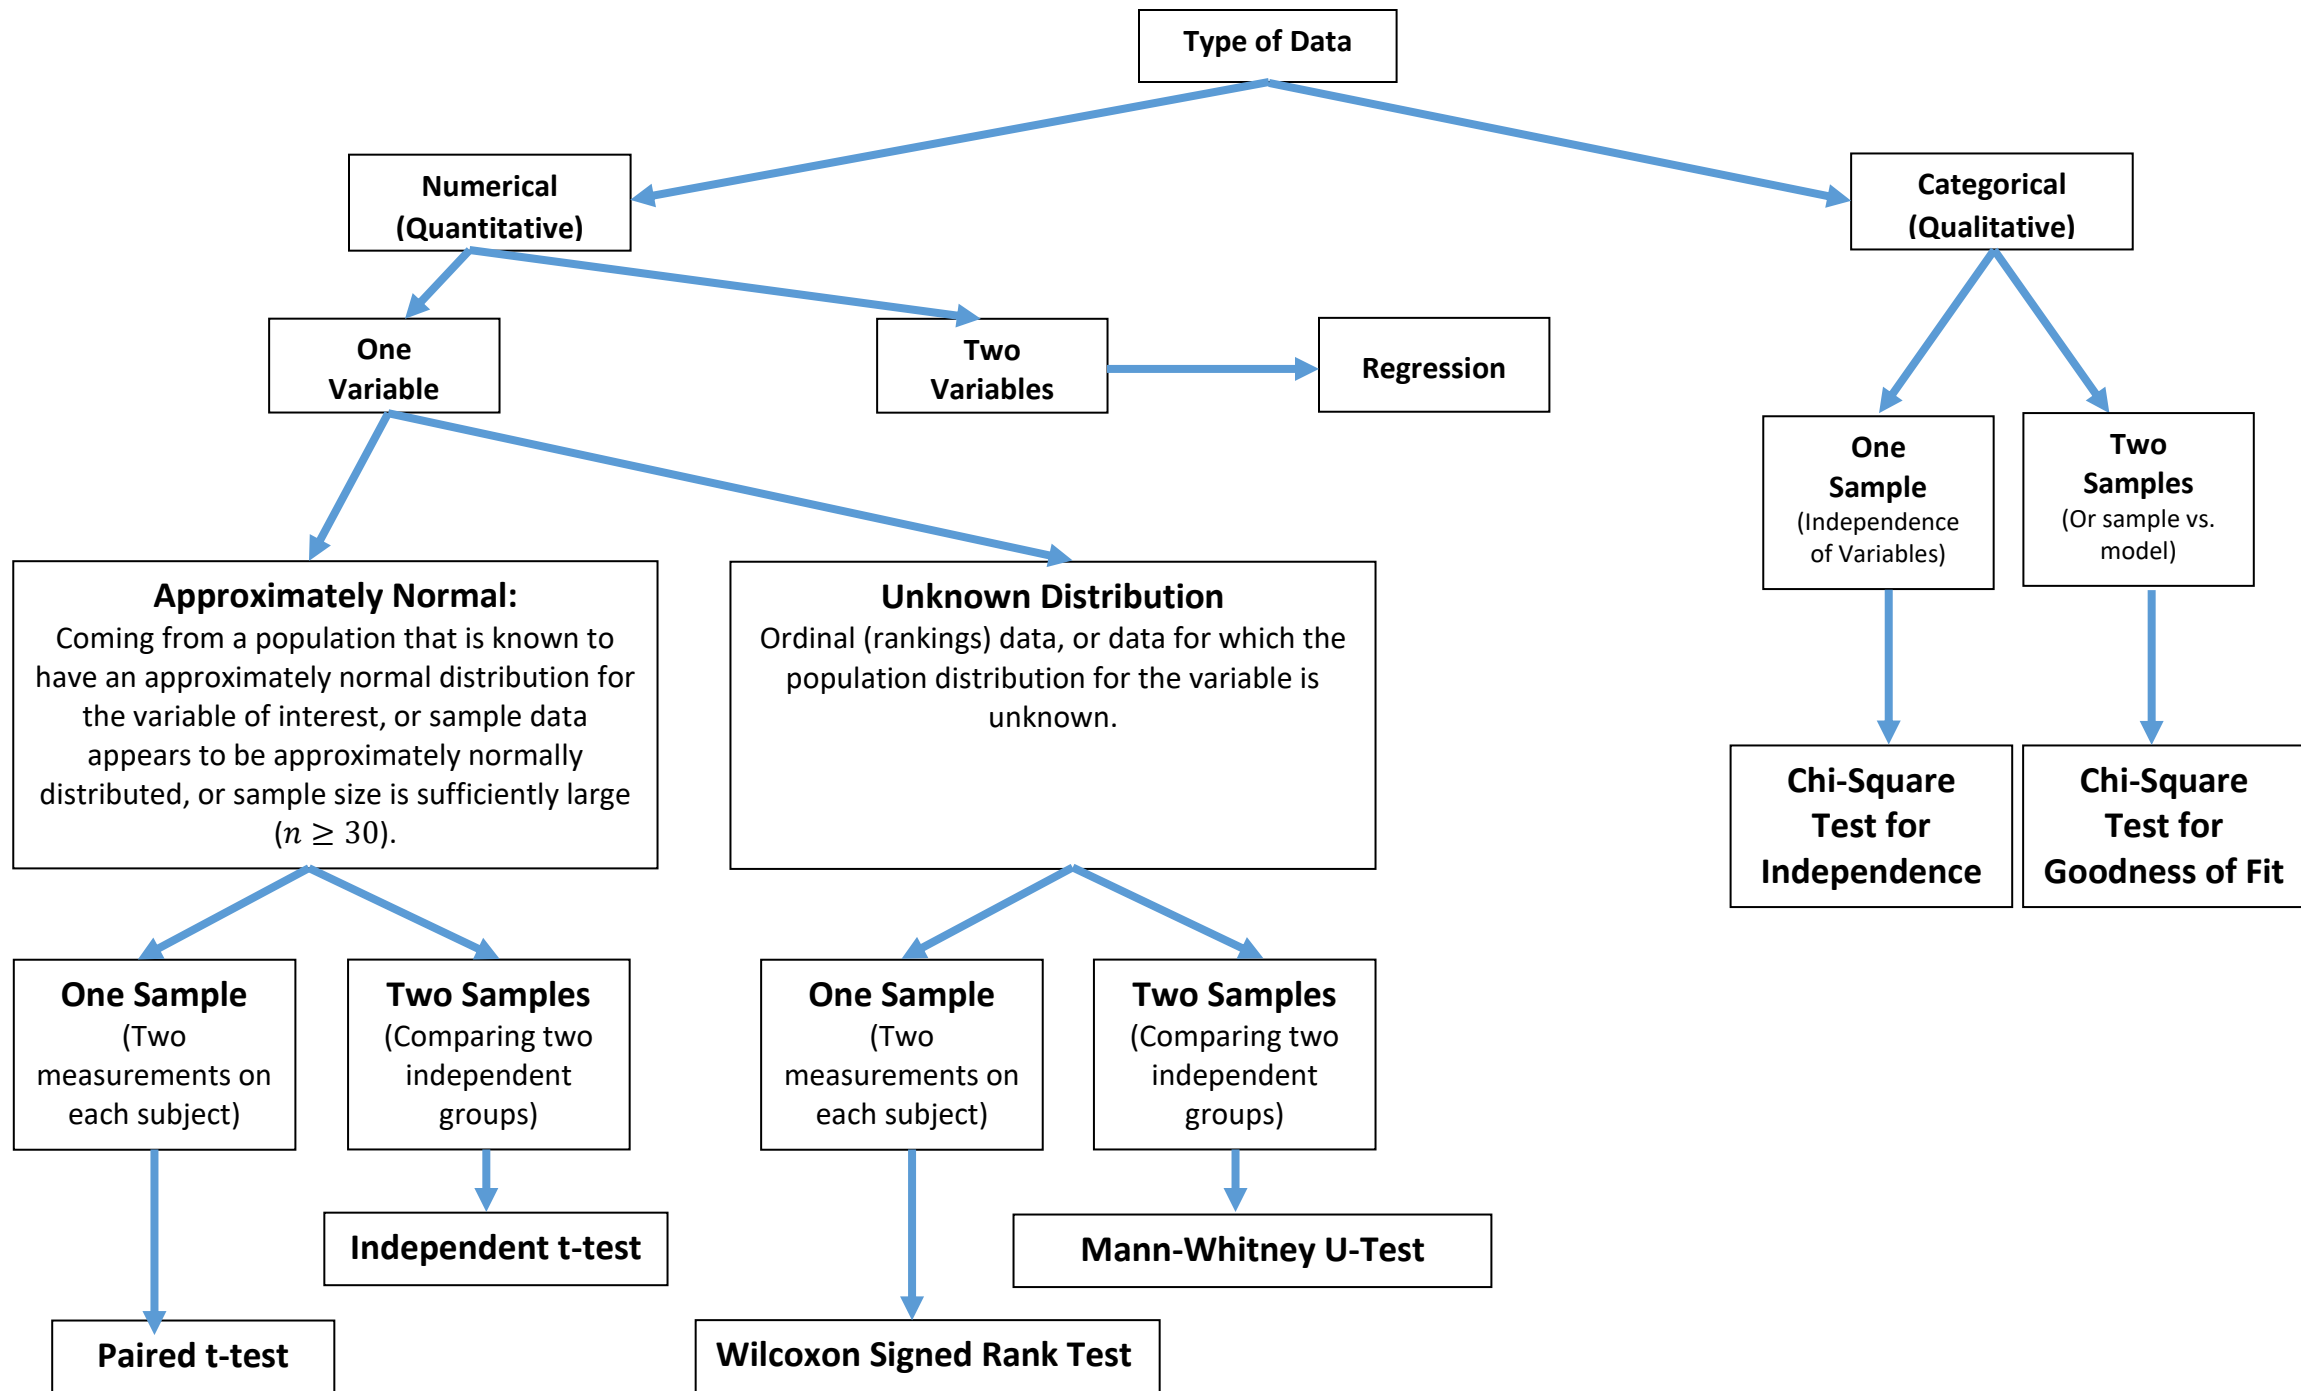 Type of Data
Numerical
(Quantitative)
Categorical
(Qualitative)
One
Variable
Two
Variables
Regression
One
Sample
(Independence
of Variables)
Two
Samples
(Or sample vs.
model)
Approximately Normal:
Coming from a population that is known to
have an approximately normal distribution for
the variable of interest, or sample data
appears to be approximately normally
distributed, or sample size is sufficiently large
(n ≥ 30).
Unknown Distribution
Ordinal (rankings) data, or data for which the
population distribution for the variable is
unknown.
Chi-Square
Test for
Independence
Chi-Square
Test for
Goodness of Fit
One Sample
(Two
measurements on
each subject)
Two Samples
(Comparing two
independent
groups)
One Sample
(Two
measurements on
each subject)
Two Samples
(Comparing two
independent
groups)
Independent t-test
Mann-Whitney U-Test
Paired t-test
Wilcoxon Signed Rank Test